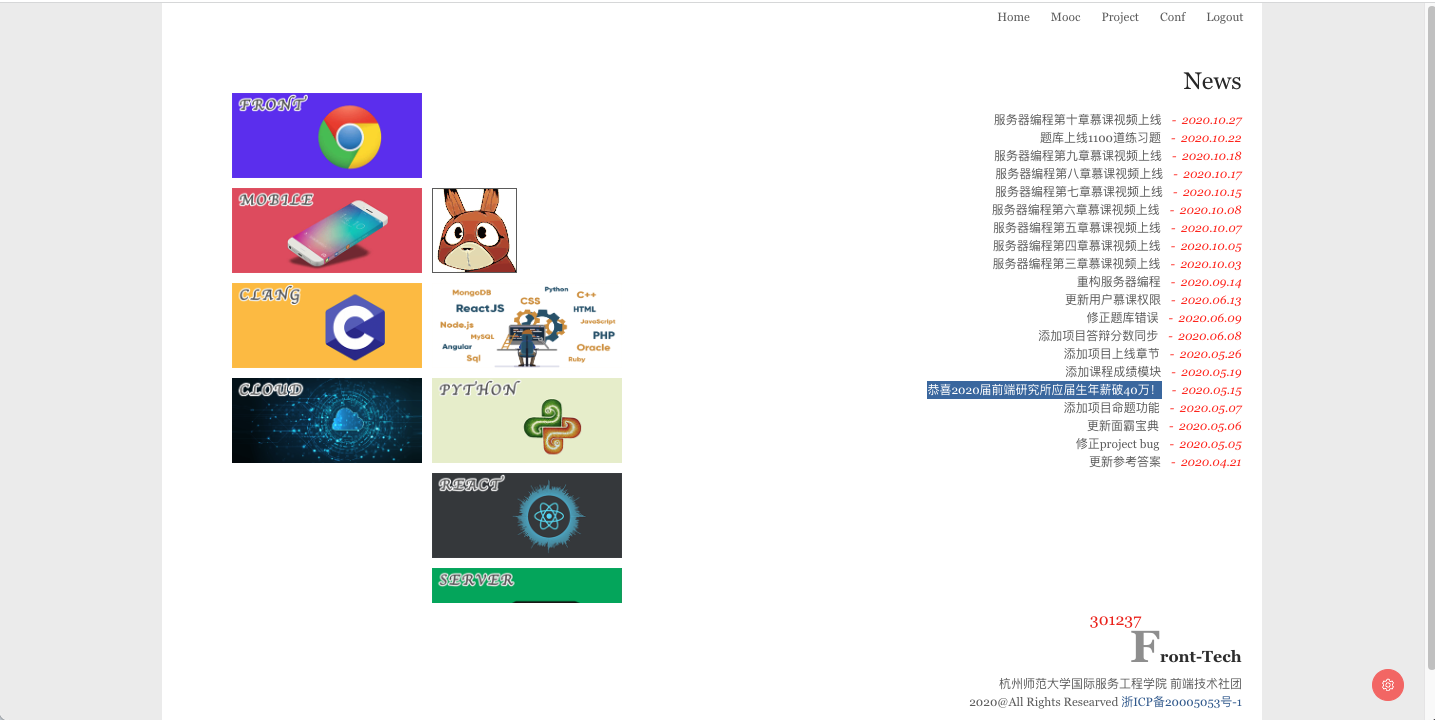 Home Mooc Project Conf Logout
News
FRONT
服务器编程第十章慕课视频上线 - 2020.10.27
题库上线1100道练习题 - 2020.10.22
服务器编程第九章慕课视频上线 - 2020.10.18
服务器编程第八章慕课视频上线 - 2020.10.17
MOBILE
服务器编程第七章慕课视频上线 - 2020.10.15
服务器编程第六章慕课视频上线 - 2020.10.08
服务器编程第五章慕课视频上线 - 2020.10.07
服务器编程第四章慕课视频上线 - 2020.10.05
服务器编程第三章慕课视频上线 - 2020.10.03
重构服务器编程 - 2020.09.14
CLANG
C
MongoDB Python C++
ReactJS CSS HTML
Node.js JavaScript
MySQL PHP
Angular Oracle
Sql Ruby
更新用户慕课权限 - 2020.06.13
修正题库错误 - 2020.06.09
添加项目答辩分数同步 - 2020.06.08
添加项目上线章节 - 2020.05.26
添加课程成绩模块 - 2020.05.19
CLOUD
PYTHON
恭喜2020届前端研究所应届生年薪破40万! - 2020.05.15
添加项目命题功能 - 2020.05.07
更新面霸宝典 - 2020.05.06
修正project bug - 2020.05.05
更新参考答案 - 2020.04.21
REACT
SERVER
301237
Front-Tech
杭州师范大学国际服务工程学院 前端技术社团
2020@All Rights Researved 浙ICP备20005053号-1